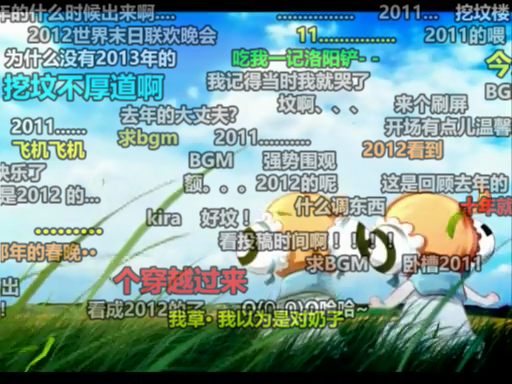 年的什么时候出来啊....
2011...
挖坟楼
2012世界末日联欢晚会
11...............
2011的喂
为什么没有2013年的
吃我一记洛阳铲- -
今
挖坟不厚道啊
我记得当时我就哭了
BG
坟啊、、、
来个刷屏
去年的大丈夫?
2011......
求bgm
2011..........
开场有点儿温馨
飞机飞机
BGM
强势围观
2012看到
快乐了
额。。。2012的呢
这是回顾去年的
是2012 的...
什么调东西
十年就
kira
好坟!
.........
看投稿时间啊!!!!
那年的春晚··
求BGM
卧槽2011
个穿越过来
出
!
看成2012的了
我草· 我以为是对奶子